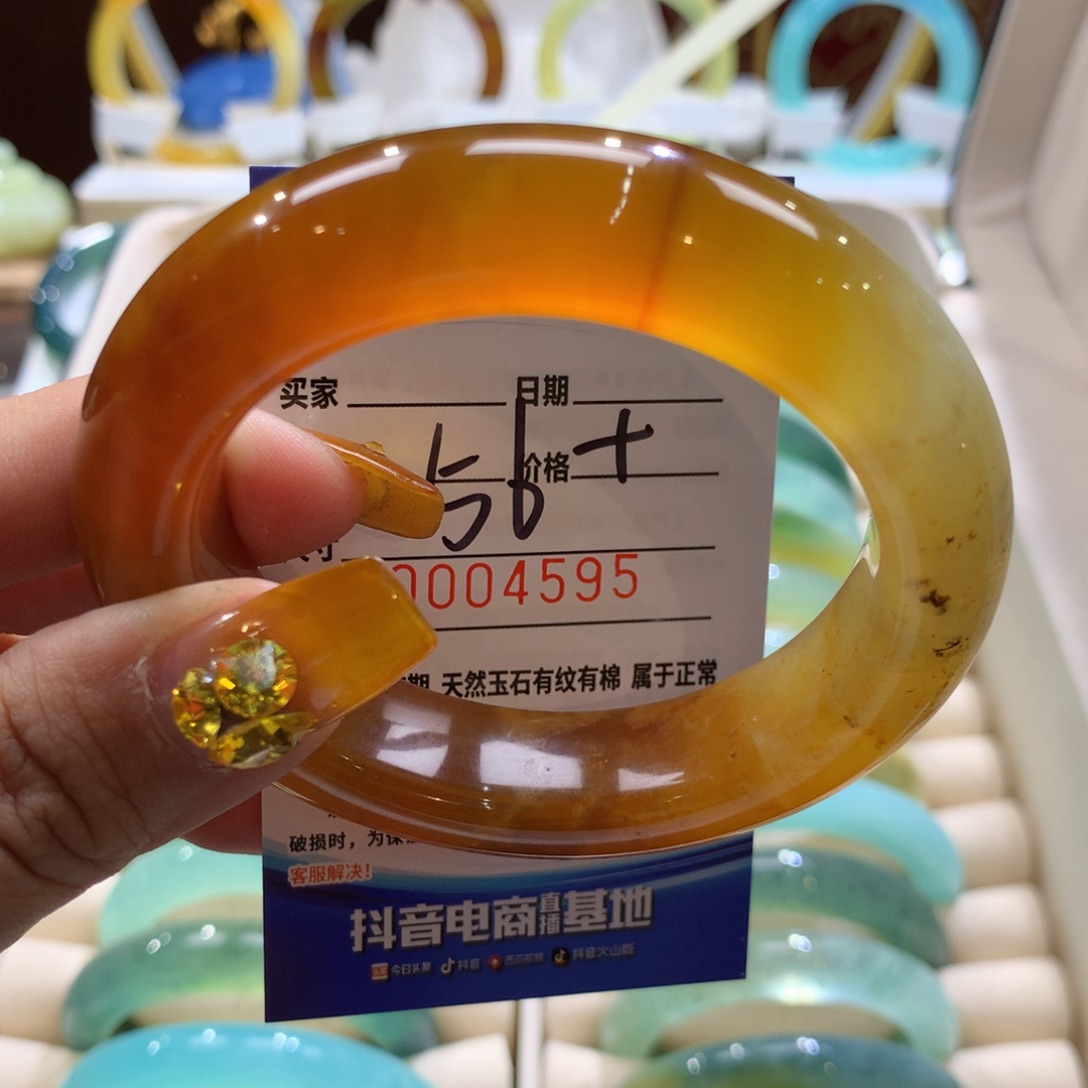 买家 日期
56+
价格
0004595
天然玉石有纹有棉 属于正常
破损时，为保
客服解决！
抖音电商直播基地
今日头条 抖音 西瓜视频 抖音火山版